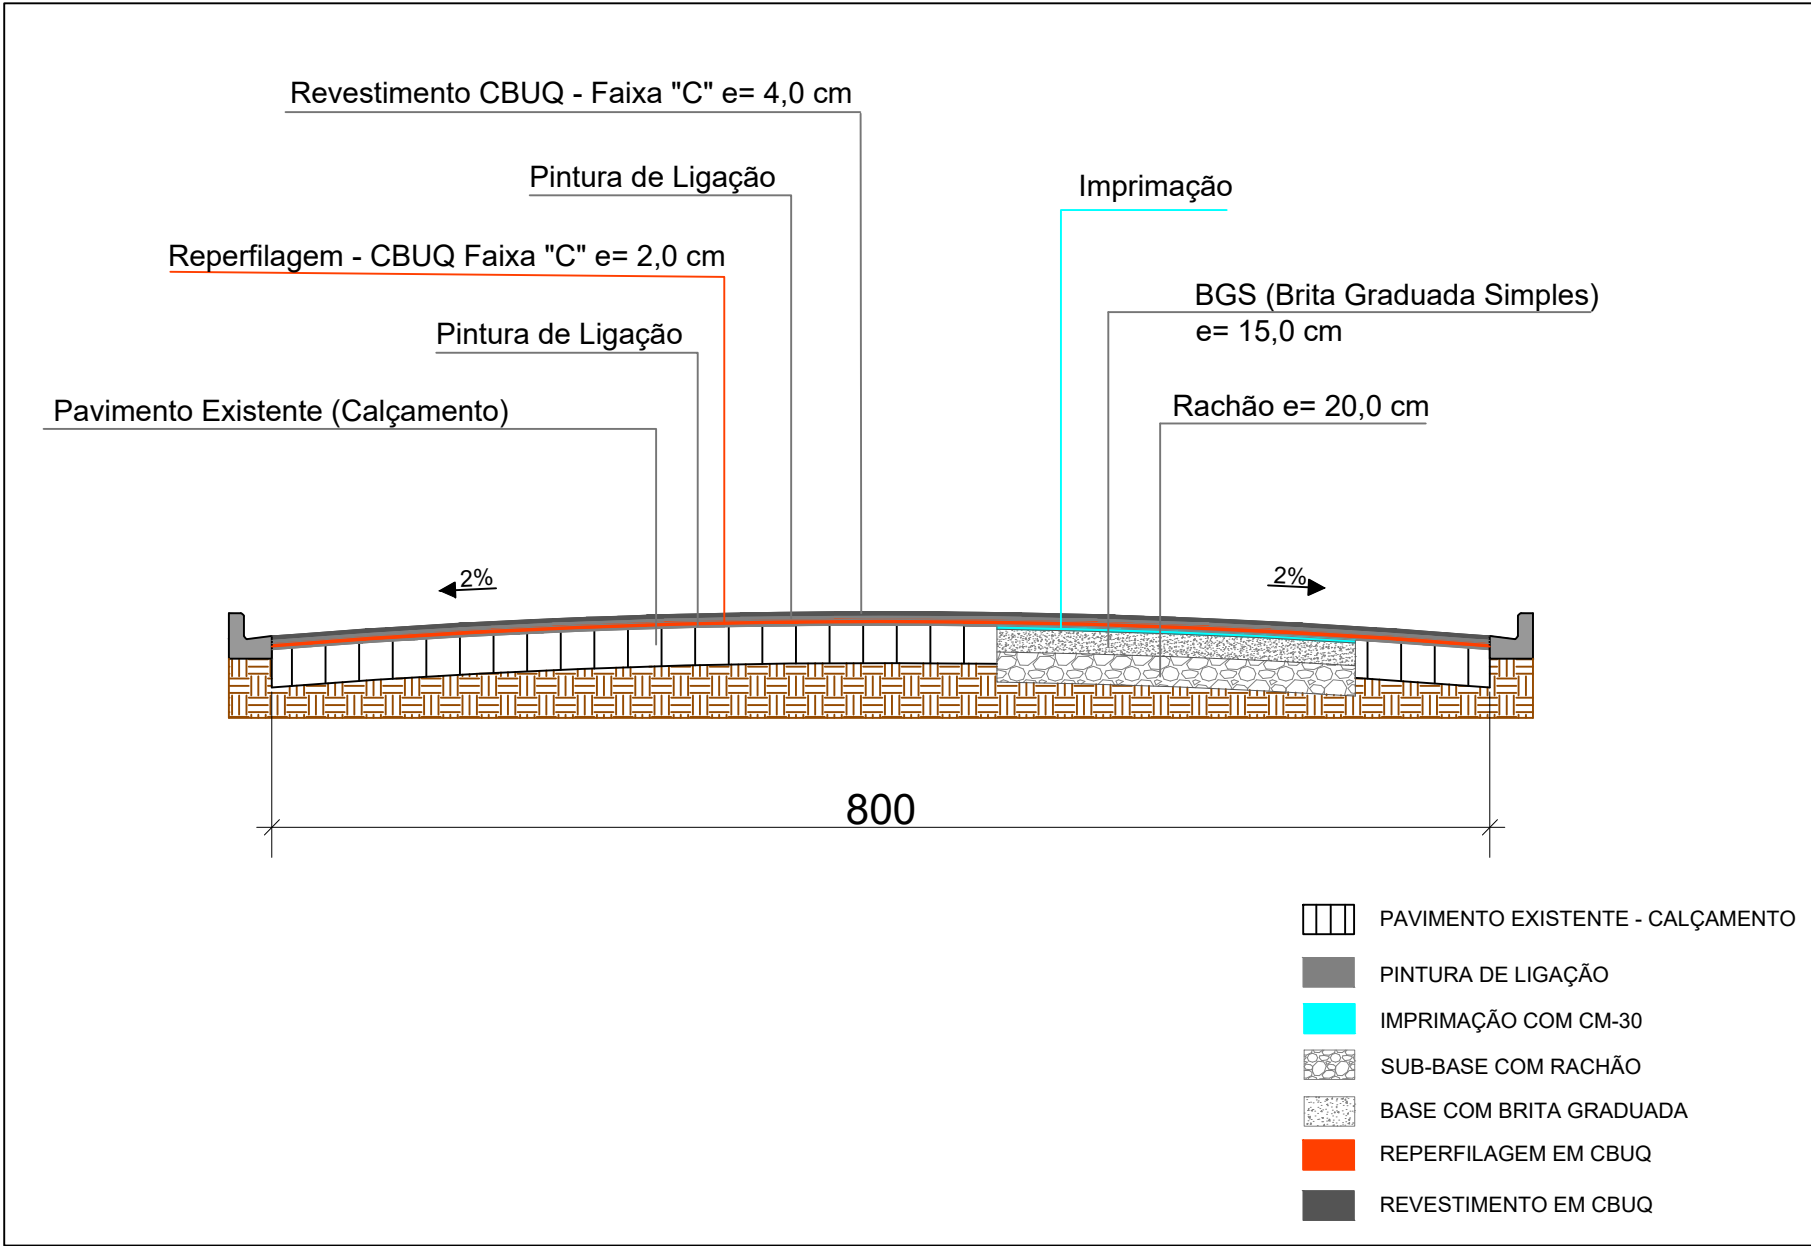 Revestimento CBUQ - Faixa "C" e= 4,0 cm
Pintura de Ligação
Imprimação
Reperfilagem - CBUQ Faixa "C" e= 2,0 cm
BGS (Brita Graduada Simples)
e= 15,0 cm
Pintura de Ligação
Rachão e= 20,0 cm
Pavimento Existente (Calçamento)
2%
2%
800
PAVIMENTO EXISTENTE - CALÇAMENTO
PINTURA DE LIGAÇÃO
IMPRIMAÇÃO COM CM-30
SUB-BASE COM RACHÃO
BASE COM BRITA GRADUADA
REPERFILAGEM EM CBUQ
REVESTIMENTO EM CBUQ